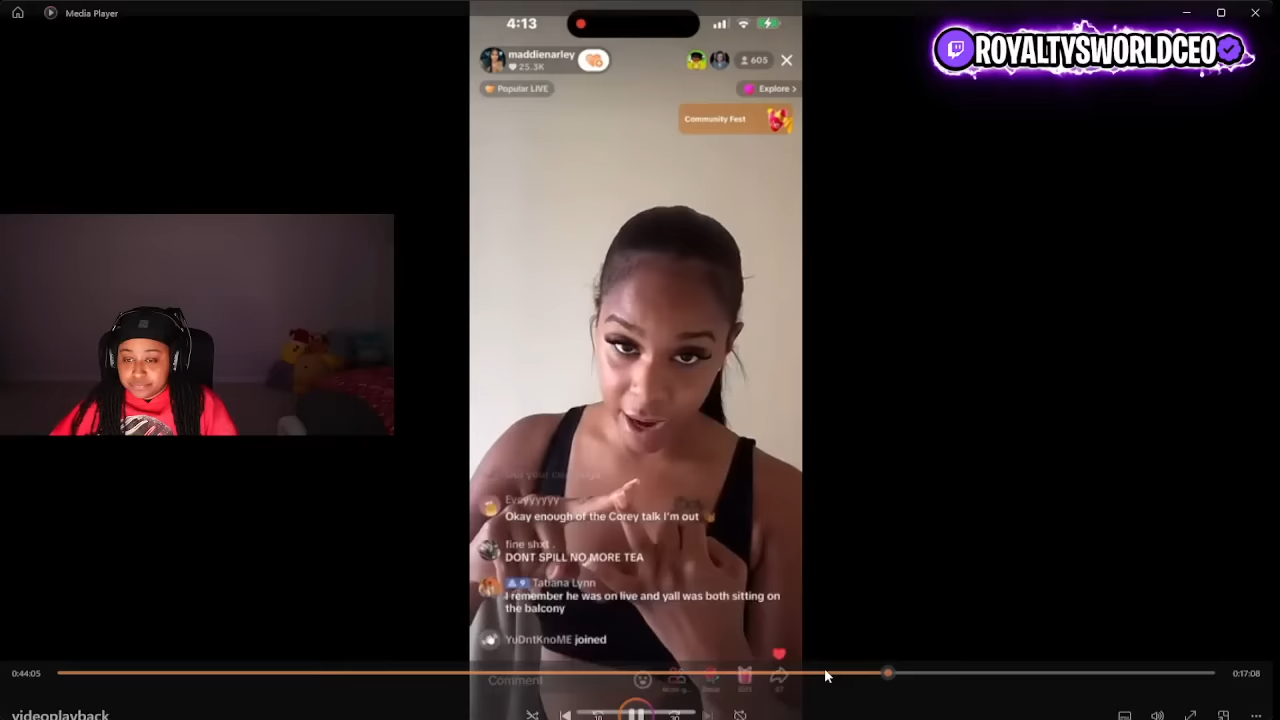 Media Player
4:13
ROYALTYSWORLDCEO
maddienarley
25.3K
605
Popular LIVE
Explore >
Community Fest
Evayyyyyy
Okay enough of the Corey talk I'm out
fine shxt .
DONT SPILL NO MORE TEA
9 Tatiana Lynn
I remember he was on live and yall was both sitting on
the balcony
YuDntKnoME joined
0:44:05
0:17:08
Comment
videoplayback